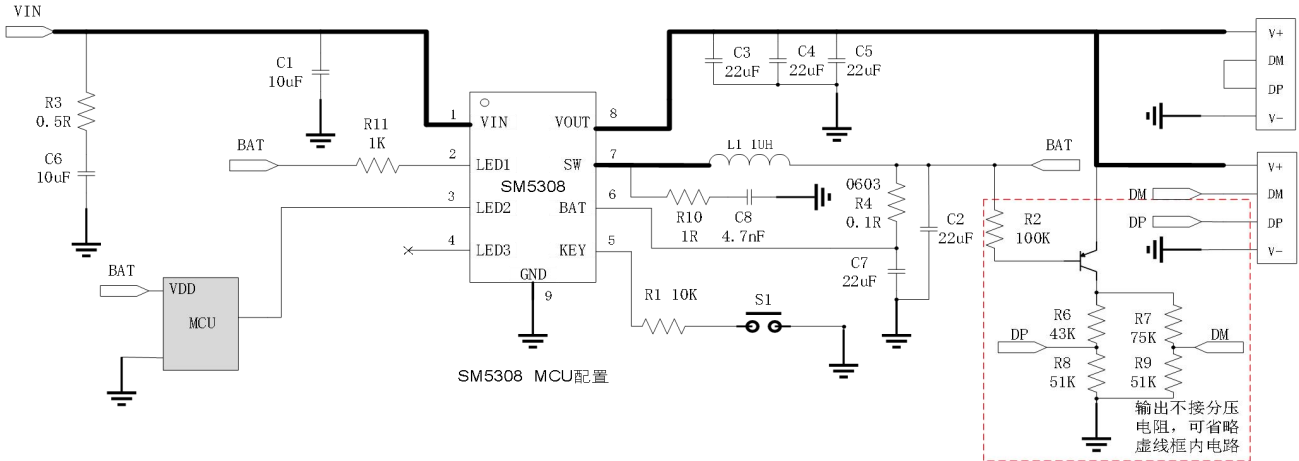 VIN
C1
10uF
R3
0.5R
C6
10uF
BAT
R11
1K
1
2
3
4
VIN
LED1
LED2
LED3
SM5308
GND
9
VOUT
SW
BAT
KEY
8
7
6
5
C3
22uF
C4
22uF
C5
22uF
L1 1UH
BAT
R10
1R
C8
4.7nF
0603
R4
0.1R
C2
22uF
C7
22uF
R1 10K
S1
BAT
VDD
MCU
SM5308 MCU配置
V+
DM
DP
V-
V+
DM
DP
V-
DM
DP
R2
100K
R6
43K
R7
75K
DP
DM
R8
51K
R9
51K
输出不接分压
电阻，可省略
虚线框内电路